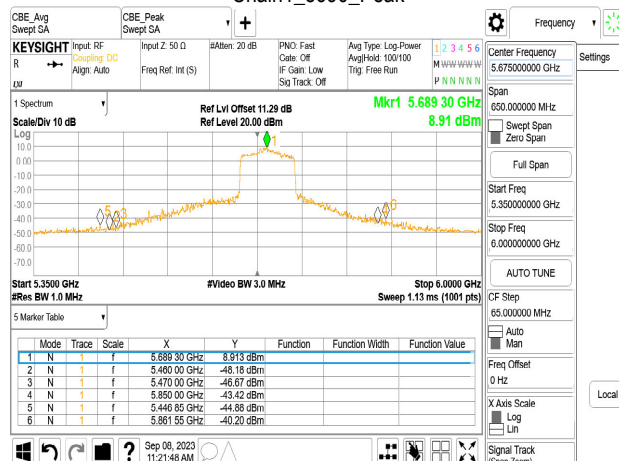 CBE_Avg
Swept SA
CBE_Peak
Swept SA
Frequency
KEYSIGHT
R
Input: RF
Coupling: DC
Align: Auto
Input Z: 50 Ω
Freq Ref: Int (S)
#Atten: 20 dB
PNO: Fast
Gate: Off
IF Gain: Low
Sig Track: Off
Avg Type: Log-Power
Avg|Hold: 100/100
Trig: Free Run
1 2 3 4 5 6
M W W W W W
P N N N N N
1 Spectrum
Scale/Div 10 dB
Ref Lvl Offset 11.29 dB
Ref Level 20.00 dBm
Mkr1 5.689 30 GHz
8.91 dBm
Log
10.0
0.00
-10.0
-20.0
-30.0
-40.0
-50.0
-60.0
-70.0
Start 5.3500 GHz
#Res BW 1.0 MHz
#Video BW 3.0 MHz
Stop 6.0000 GHz
Sweep 1.13 ms (1001 pts)
5 Marker Table
Mode Trace Scale X Y Function Function Width Function Value
1 N 1 f 5.689 30 GHz 8.913 dBm
2 N 1 f 5.460 00 GHz -48.18 dBm
3 N 1 f 5.470 00 GHz -46.67 dBm
4 N 1 f 5.850 00 GHz -43.42 dBm
5 N 1 f 5.446 85 GHz -44.88 dBm
6 N 1 f 5.861 55 GHz -40.20 dBm
Sep 08, 2023
11:21:48 AM
Center Frequency
5.675000000 GHz
Settings
Span
650.000000 MHz
Swept Span
Zero Span
Full Span
Start Freq
5.350000000 GHz
Stop Freq
6.000000000 GHz
AUTO TUNE
CF Step
65.000000 MHz
Auto
Man
Freq Offset
0 Hz
X Axis Scale
Log
Lin
Local
Signal Track